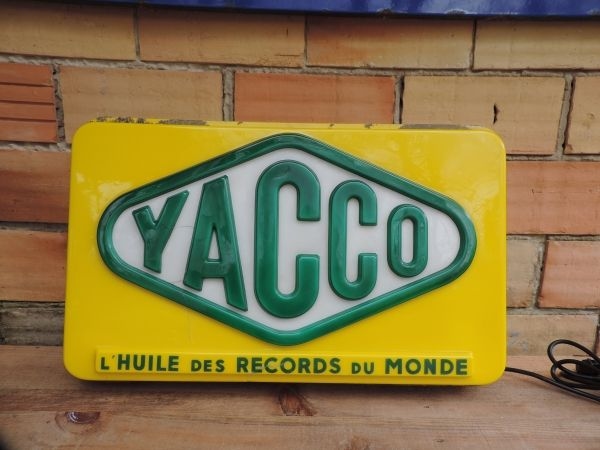 YACCO
L'HUILE DES RECORDS DU MONDE